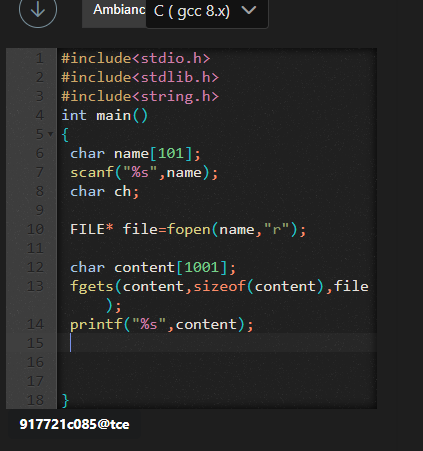 Ambianc
C ( gcc 8.x)
1 #include<stdio.h>
2 #include<stdlib.h>
3 #include<string.h>
4 int main()
5 {
6 char name[101];
7 scanf("%s",name);
8 char ch;
9
10 FILE* file=fopen(name,"r");
11
12 char content[1001];
13 fgets(content,sizeof(content),file
);
14 printf("%s",content);
15
16
17
18 }
917721c085@tce